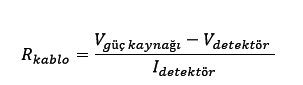 R_kablo = (V_güç kaynağı − V_detektör) / I_detektör